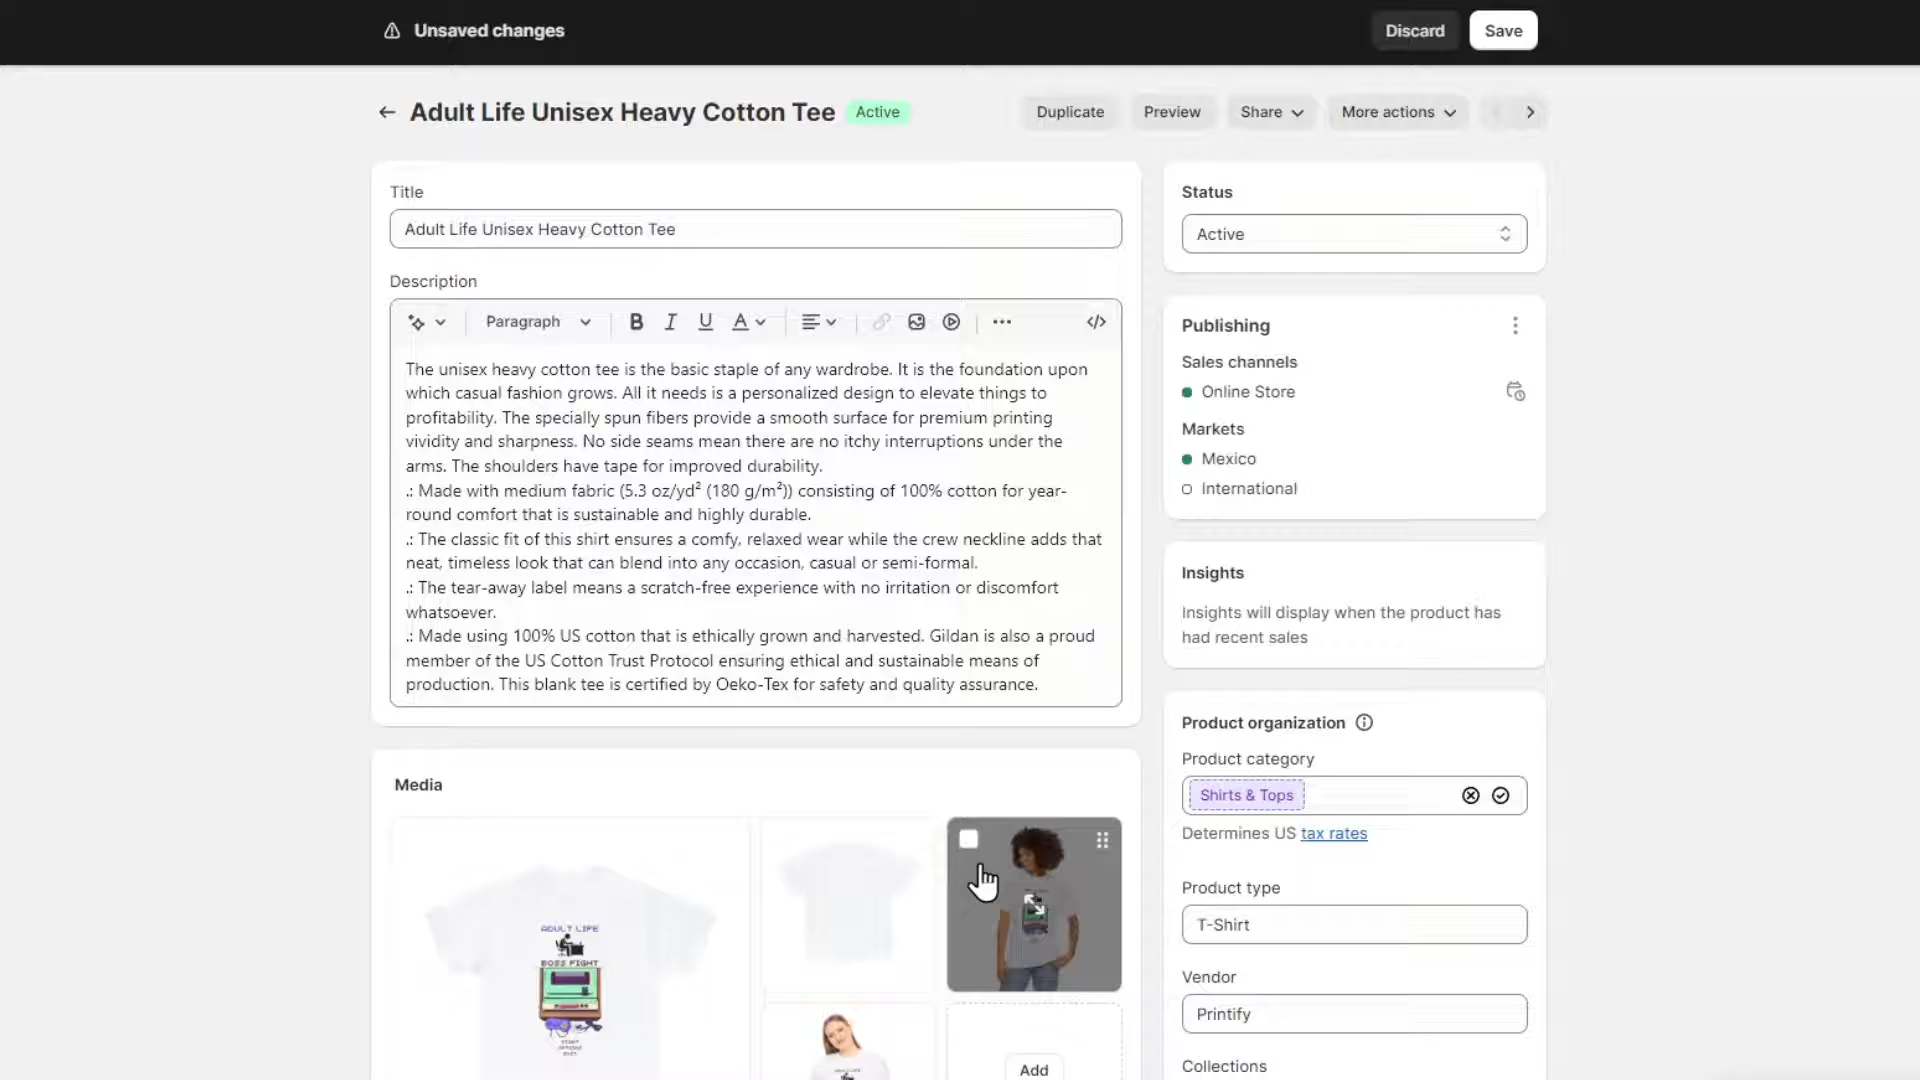 Unsaved changes
Discard
Save
Adult Life Unisex Heavy Cotton Tee
Active
Duplicate
Preview
Share
More actions
Title
Adult Life Unisex Heavy Cotton Tee
Description
Paragraph
B I U A
The unisex heavy cotton tee is the basic staple of any wardrobe. It is the foundation upon
which casual fashion grows. All it needs is a personalized design to elevate things to
profitability. The specially spun fibers provide a smooth surface for premium printing
vividity and sharpness. No side seams mean there are no itchy interruptions under the
arms. The shoulders have tape for improved durability.
.: Made with medium fabric (5.3 oz/yd² (180 g/m²)) consisting of 100% cotton for year-
round comfort that is sustainable and highly durable.
.: The classic fit of this shirt ensures a comfy, relaxed wear while the crew neckline adds that
neat, timeless look that can blend into any occasion, casual or semi-formal.
.: The tear-away label means a scratch-free experience with no irritation or discomfort
whatsoever.
.: Made using 100% US cotton that is ethically grown and harvested. Gildan is also a proud
member of the US Cotton Trust Protocol ensuring ethical and sustainable means of
production. This blank tee is certified by Oeko-Tex for safety and quality assurance.
Media
ADULT LIFE
BOSS FIGHT
Add
Status
Active
Publishing
Sales channels
Online Store
Markets
Mexico
International
Insights
Insights will display when the product has
had recent sales
Product organization
Product category
Shirts & Tops
Determines US tax rates
Product type
T-Shirt
Vendor
Printify
Collections